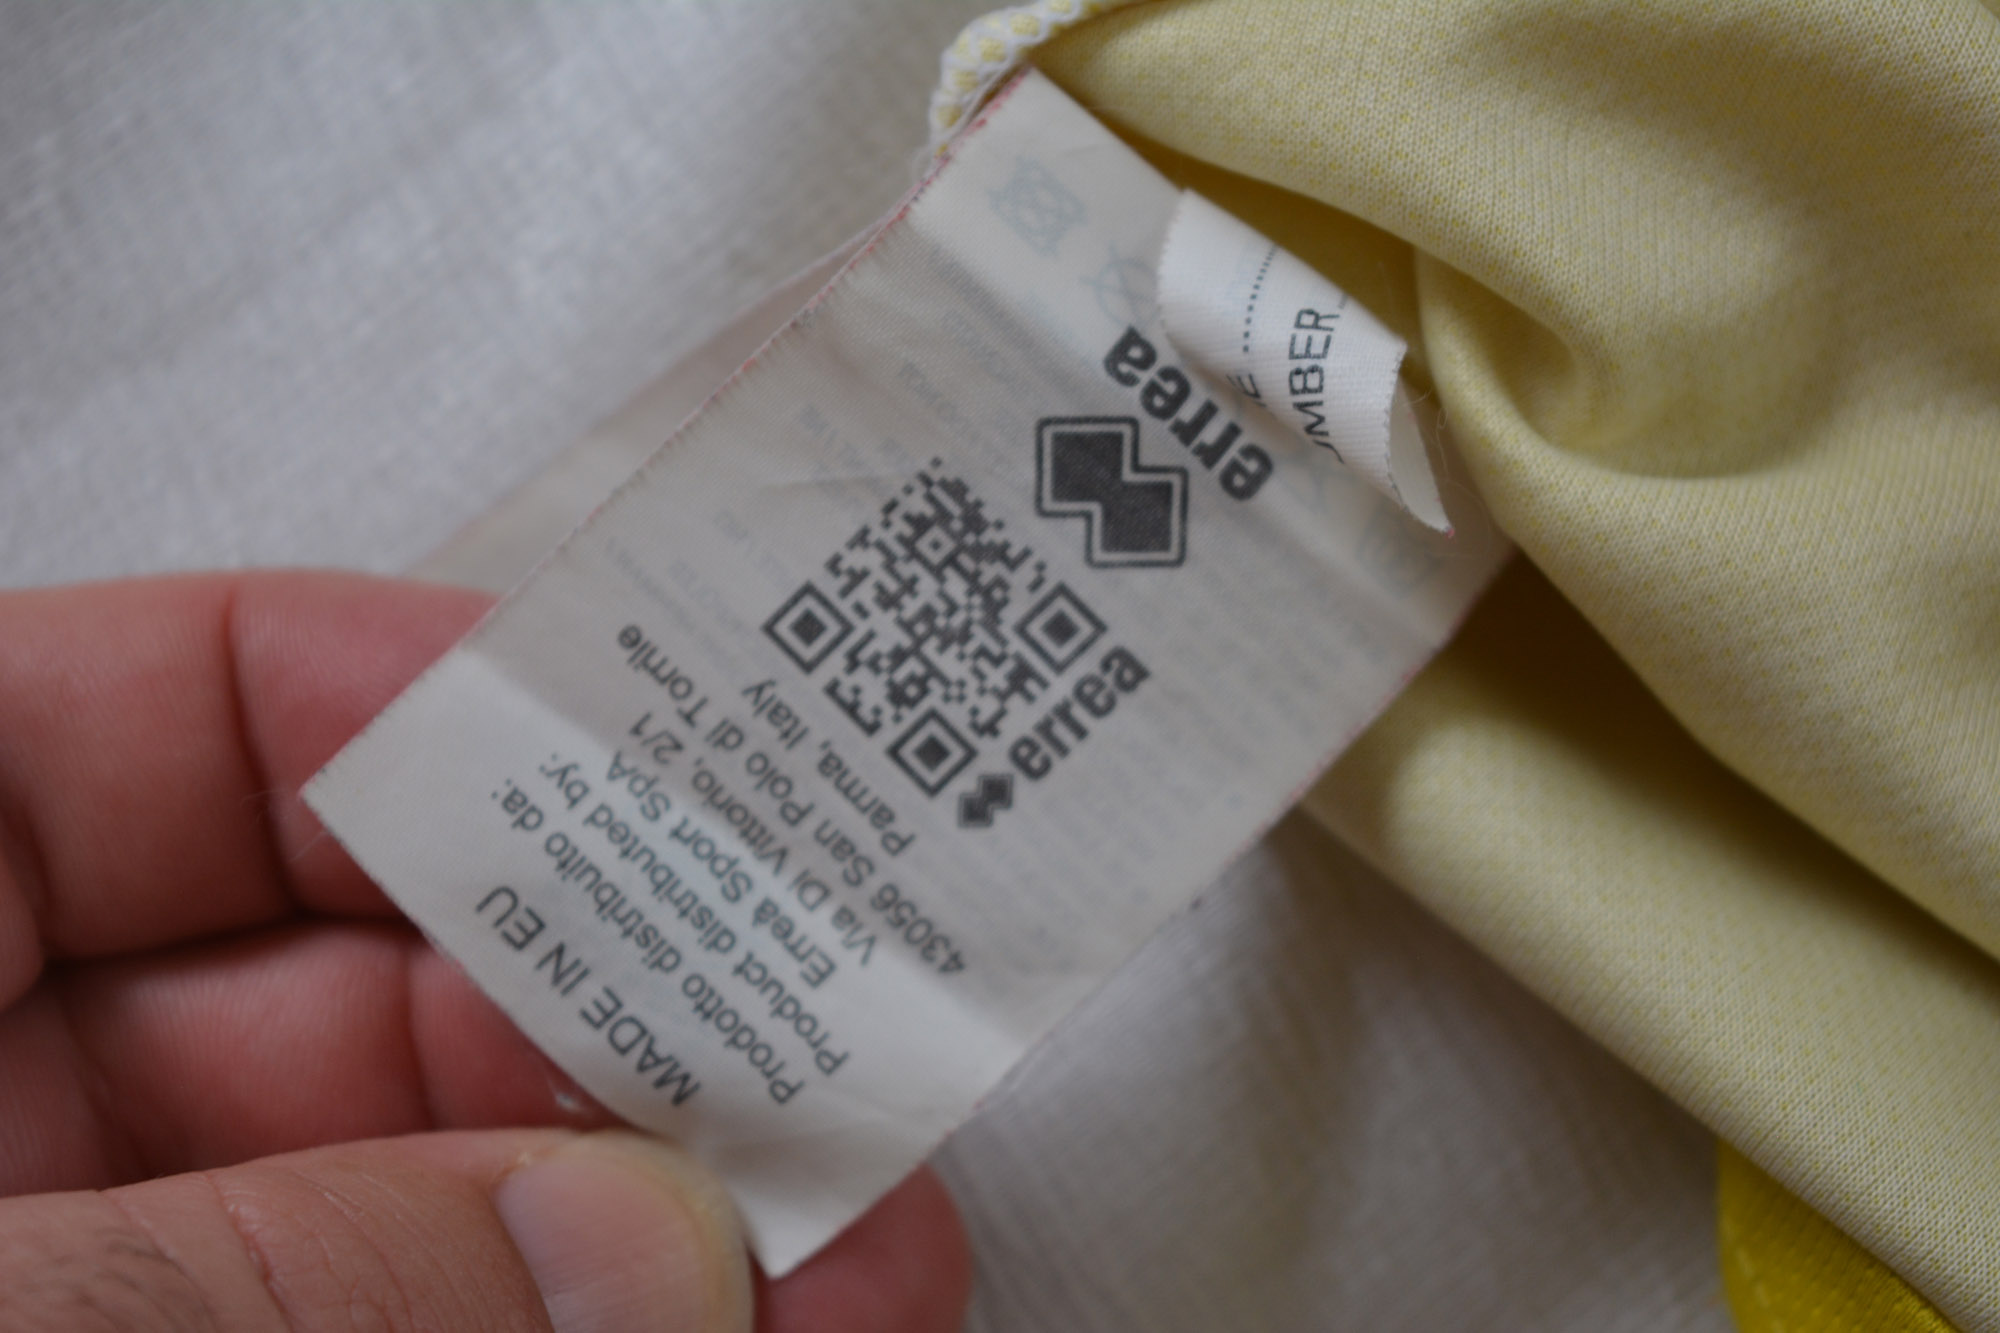 errea
errea
MADE IN EU
Prodotto distribuito da:
Product distributed by:
Erreà Sport SpA
Via Di Vittorio, 2/1
43056 San Polo di Torrile
Parma, Italy
UMBER